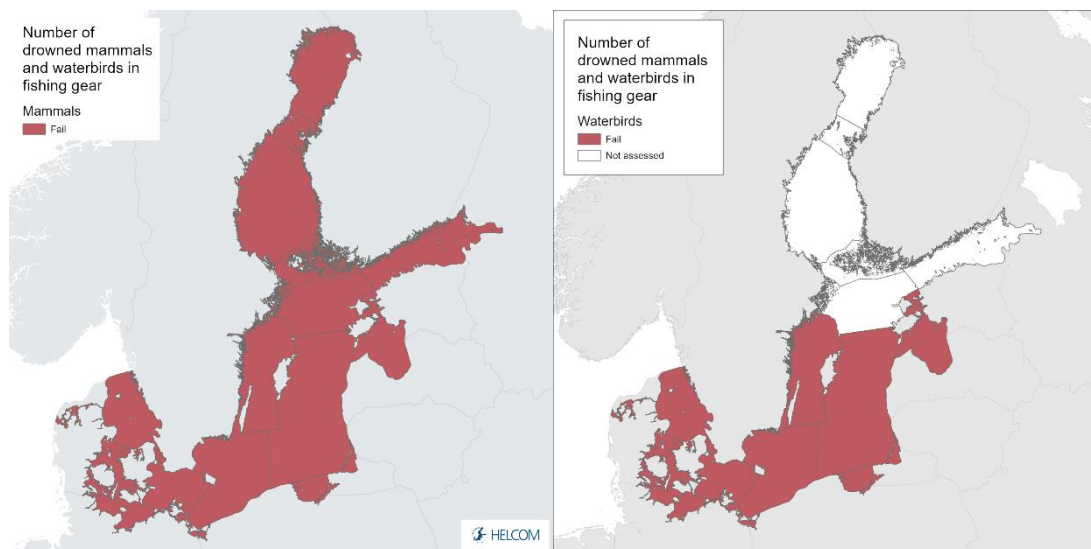 Number of
drowned mammals
and waterbirds in
fishing gear
Mammals
Fail
HELCOM
Number of
drowned mammals
and waterbirds in
fishing gear
Waterbirds
Fail
Not assessed